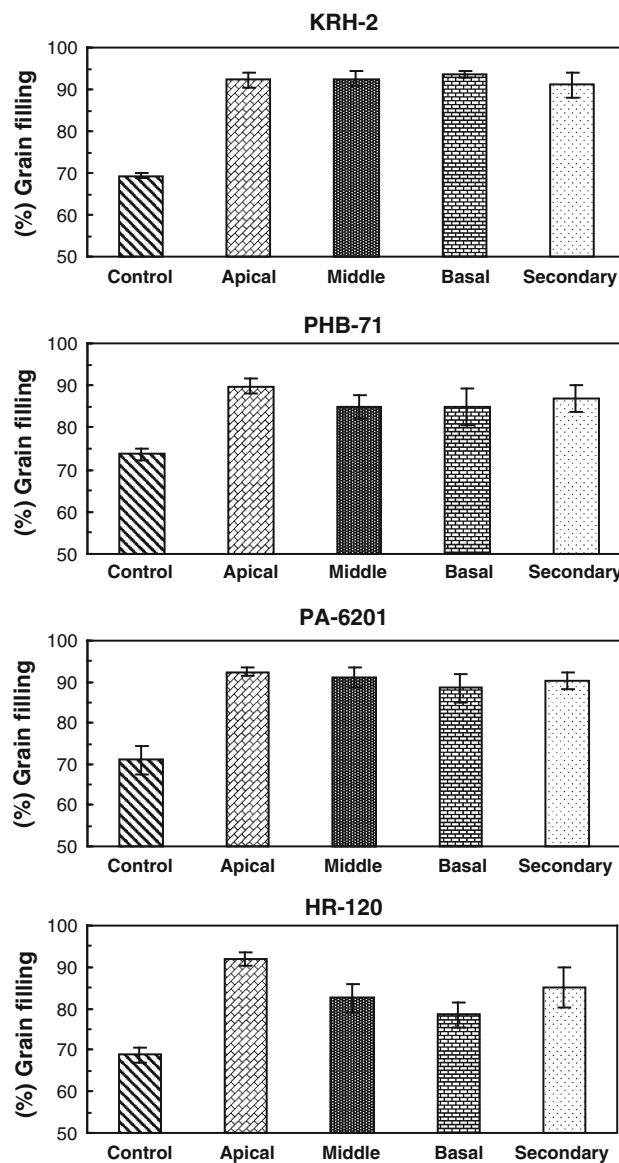 KRH-2
(%) Grain filling
100
90
80
70
60
50
Control Apical Middle Basal Secondary
PHB-71
(%) Grain filling
100
90
80
70
60
50
Control Apical Middle Basal Secondary
PA-6201
(%) Grain filling
100
90
80
70
60
50
Control Apical Middle Basal Secondary
HR-120
(%) Grain filling
100
90
80
70
60
50
Control Apical Middle Basal Secondary